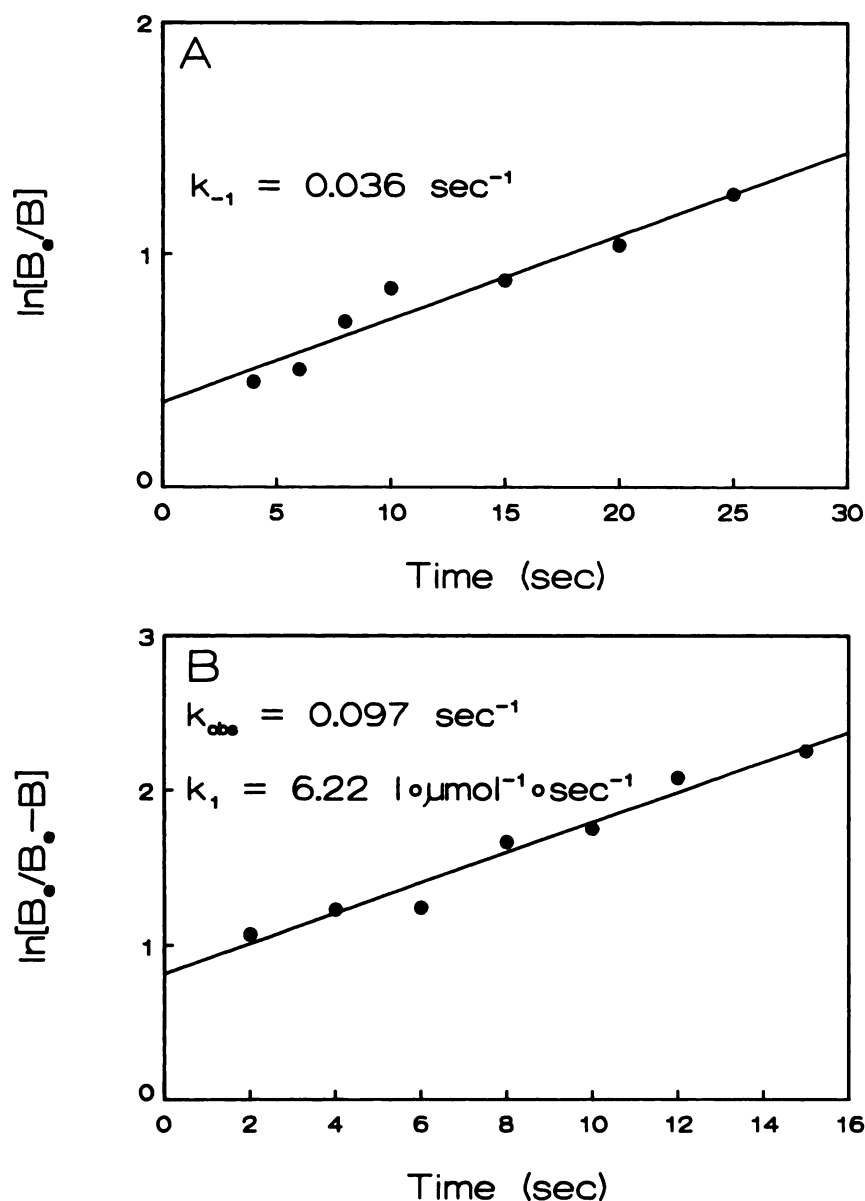 A
k₋₁ = 0.036 sec⁻¹
ln[Bₒ/B]
2
1
0
0 5 10 15 20 25 30
Time (sec)
B
k_obs = 0.097 sec⁻¹
k₁ = 6.22 l∘μmol⁻¹∘sec⁻¹
ln[Bₒ/Bₒ−B]
3
2
1
0
0 2 4 6 8 10 12 14 16
Time (sec)